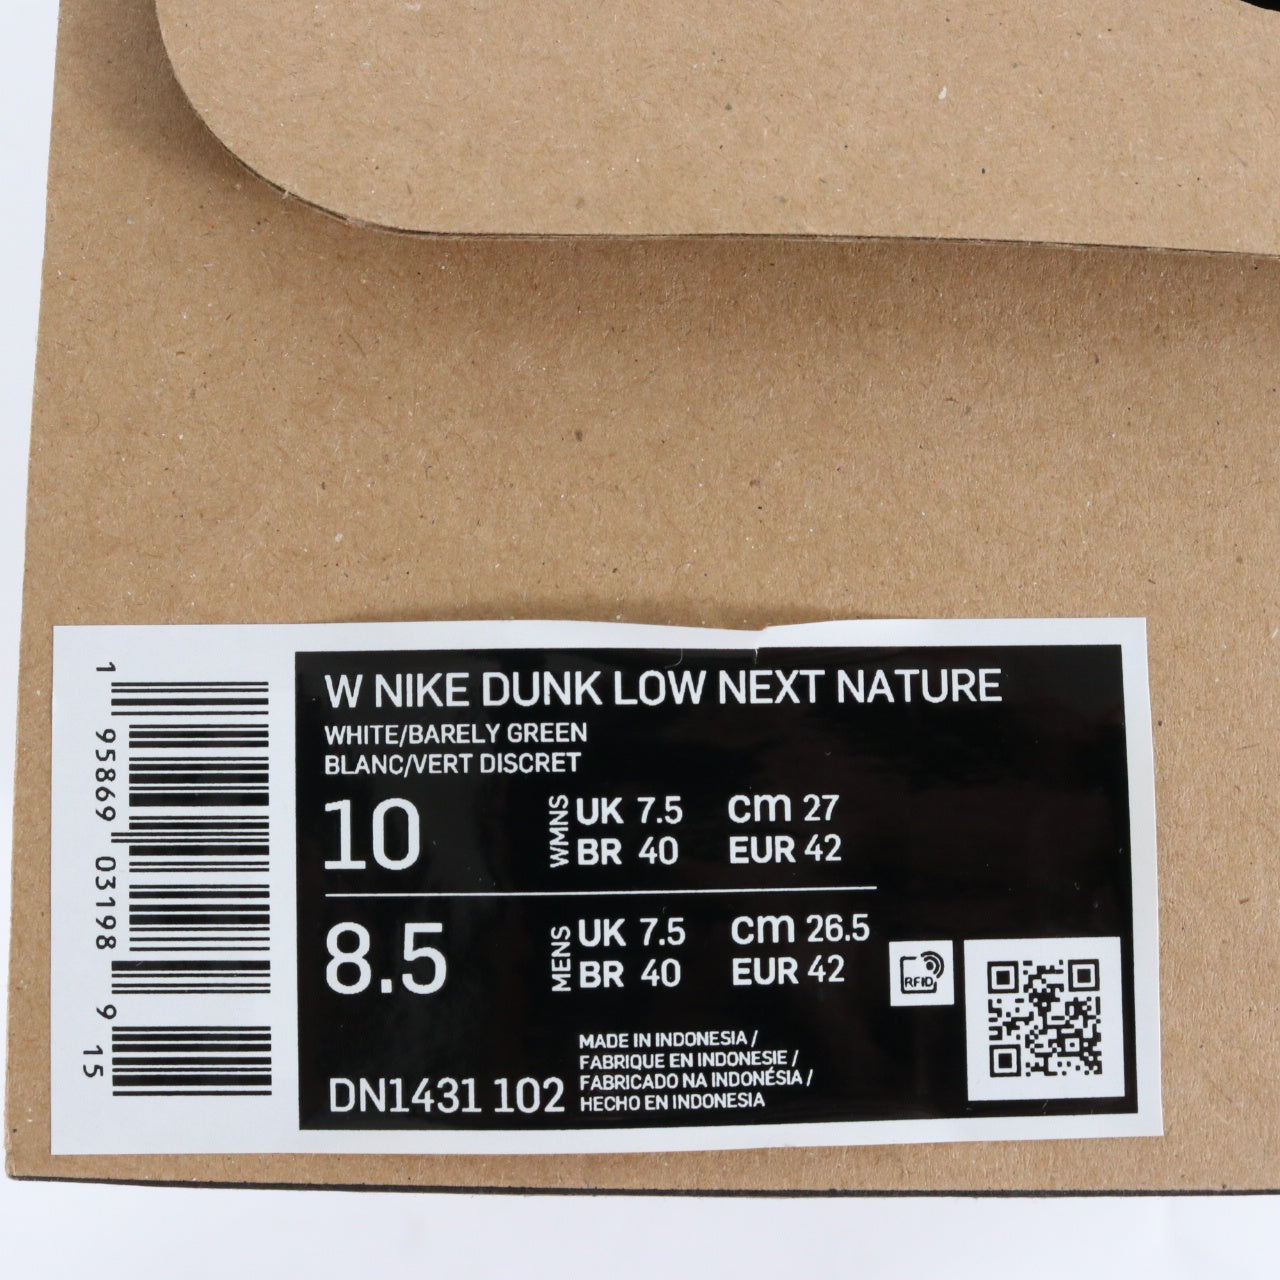 W NIKE DUNK LOW NEXT NATURE
WHITE/BARELY GREEN
BLANC/VERT DISCRET
10 WMNS UK 7.5 cm 27
BR 40 EUR 42
8.5 MENS UK 7.5 cm 26.5
BR 40 EUR 42
RFID
MADE IN INDONESIA /
FABRIQUE EN INDONESIE /
FABRICADO NA INDONÉSIA /
HECHO EN INDONESIA
DN1431 102
1 95869 03198 9 15